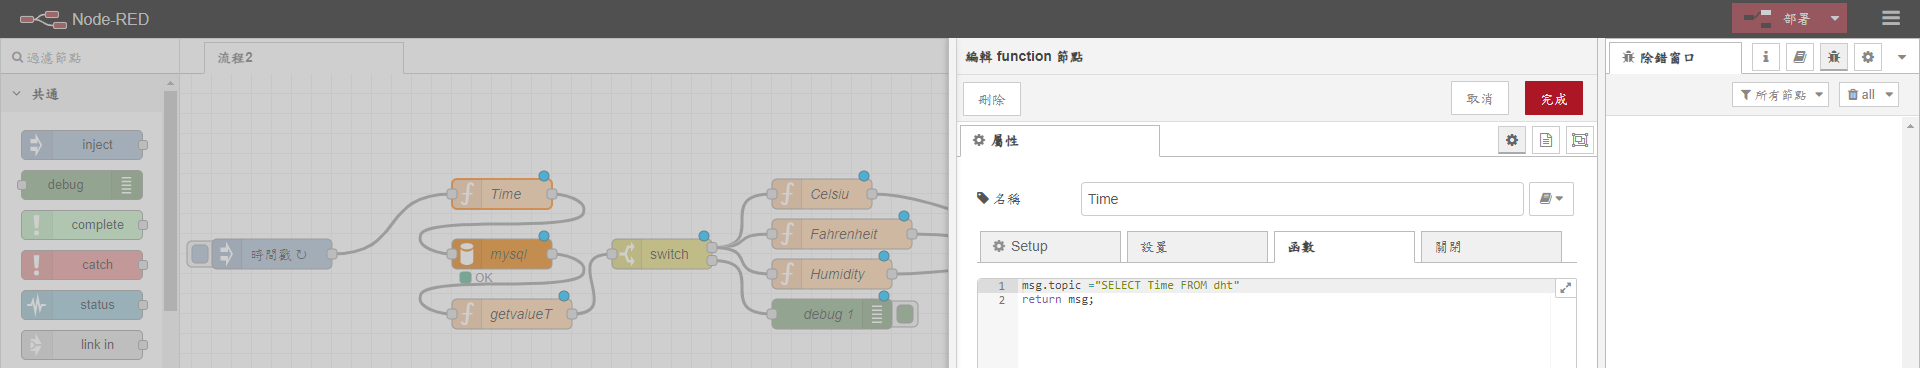 Node-RED
部署
過濾節點
共通
inject
debug
complete
catch
status
link in
流程2
時間戳 ↻
Time
mysql
OK
getvalueT
switch
Celsiu
Fahrenheit
Humidity
debug 1
編輯 function 節點
刪除
取消
完成
屬性
名稱
Time
Setup
設置
函數
關閉
1 msg.topic ="SELECT Time FROM dht"
2 return msg;
除錯窗口
i
所有節點
all